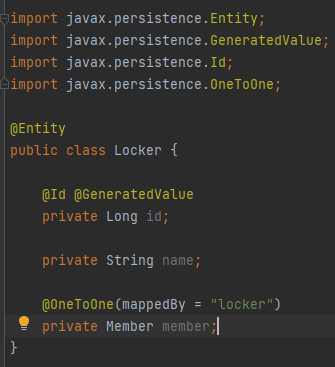 import javax.persistence.Entity;
import javax.persistence.GeneratedValue;
import javax.persistence.Id;
import javax.persistence.OneToOne;
@Entity
public class Locker {
@Id @GeneratedValue
private Long id;
private String name;
@OneToOne(mappedBy = "locker")
private Member member;
}